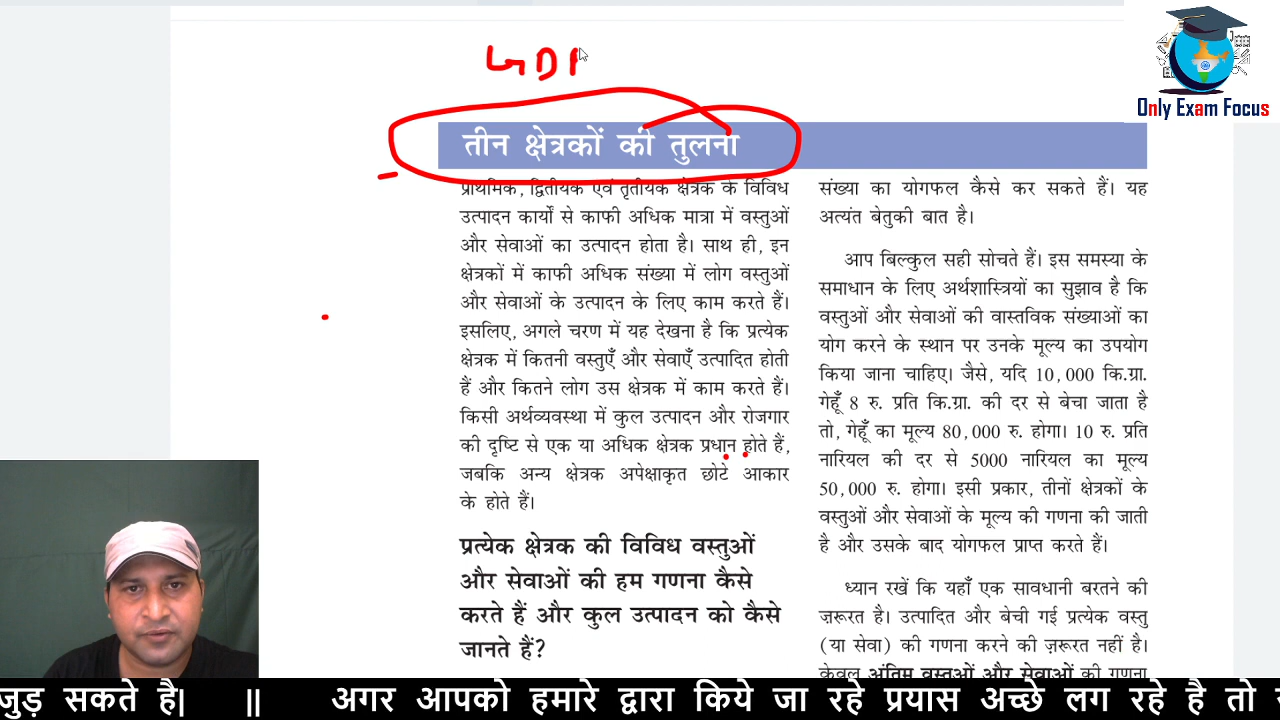 GDP
Only Exam Focus
तीन क्षेत्रकों की तुलना
प्राथमिक, द्वितीयक एवं तृतीयक क्षेत्रक के विविध
उत्पादन कार्यों से काफी अधिक मात्रा में वस्तुओं
और सेवाओं का उत्पादन होता है। साथ ही, इन
क्षेत्रकों में काफी अधिक संख्या में लोग वस्तुओं
और सेवाओं के उत्पादन के लिए काम करते हैं।
इसलिए, अगले चरण में यह देखना है कि प्रत्येक
क्षेत्रक में कितनी वस्तुएँ और सेवाएँ उत्पादित होती
हैं और कितने लोग उस क्षेत्रक में काम करते हैं।
किसी अर्थव्यवस्था में कुल उत्पादन और रोजगार
की दृष्टि से एक या अधिक क्षेत्रक प्रधान होते हैं,
जबकि अन्य क्षेत्रक अपेक्षाकृत छोटे आकार
के होते हैं।
प्रत्येक क्षेत्रक की विविध वस्तुओं
और सेवाओं की हम गणना कैसे
करते हैं और कुल उत्पादन को कैसे
जानते हैं?
संख्या का योगफल कैसे कर सकते हैं। यह
अत्यंत बेतुकी बात है।
आप बिल्कुल सही सोचते हैं। इस समस्या के
समाधान के लिए अर्थशास्त्रियों का सुझाव है कि
वस्तुओं और सेवाओं की वास्तविक संख्याओं का
योग करने के स्थान पर उनके मूल्य का उपयोग
किया जाना चाहिए। जैसे, यदि 10,000 कि.ग्रा.
गेहूँ 8 रु. प्रति कि.ग्रा. की दर से बेचा जाता है
तो, गेहूँ का मूल्य 80,000 रु. होगा। 10 रु. प्रति
नारियल की दर से 5000 नारियल का मूल्य
50,000 रु. होगा। इसी प्रकार, तीनों क्षेत्रकों के
वस्तुओं और सेवाओं के मूल्य की गणना की जाती
है और उसके बाद योगफल प्राप्त करते हैं।
ध्यान रखें कि यहाँ एक सावधानी बरतने की
ज़रूरत है। उत्पादित और बेची गई प्रत्येक वस्तु
(या सेवा) की गणना करने की ज़रूरत नहीं है।
केवल अंतिम वस्तुओं और सेवाओं की गणना
जुड़ सकते है| || अगर आपको हमारे द्वारा किये जा रहे प्रयास अच्छे लग रहे है तो